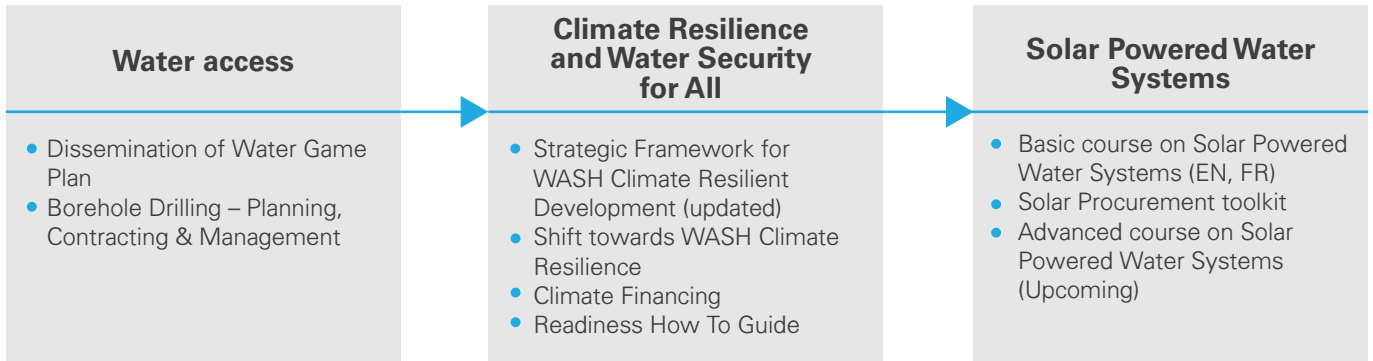 Water access
• Dissemination of Water Game
Plan
• Borehole Drilling – Planning,
Contracting & Management
Climate Resilience
and Water Security
for All
• Strategic Framework for
WASH Climate Resilient
Development (updated)
• Shift towards WASH Climate
Resilience
• Climate Financing
• Readiness How To Guide
Solar Powered Water
Systems
• Basic course on Solar Powered
Water Systems (EN, FR)
• Solar Procurement toolkit
• Advanced course on Solar
Powered Water Systems
(Upcoming)